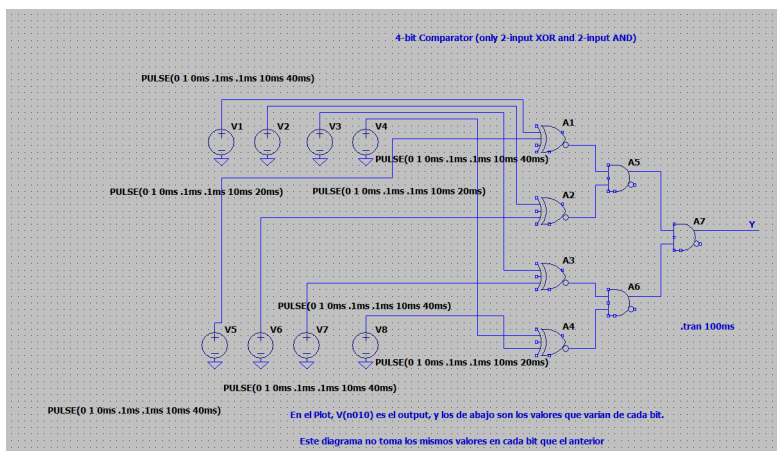 4-bit Comparator (only 2-input XOR and 2-input AND)
PULSE(0 1 0ms .1ms .1ms 10ms 40ms)
V1 V2 V3 V4 A1
PULSE(0 1 0ms .1ms .1ms 10ms 40ms)
A5
PULSE(0 1 0ms .1ms .1ms 10ms 20ms) PULSE(0 1 0ms .1ms .1ms 10ms 20ms)
A2
A7
Y
A3
A6
PULSE(0 1 0ms .1ms .1ms 10ms 40ms)
V5 V6 V7 V8 A4
.tran 100ms
PULSE(0 1 0ms .1ms .1ms 10ms 20ms)
PULSE(0 1 0ms .1ms .1ms 10ms 40ms)
PULSE(0 1 0ms .1ms .1ms 10ms 40ms)
En el Plot, V(n010) es el output, y los de abajo son los valores que varían de cada bit.
Este diagrama no toma los mismos valores en cada bit que el anterior